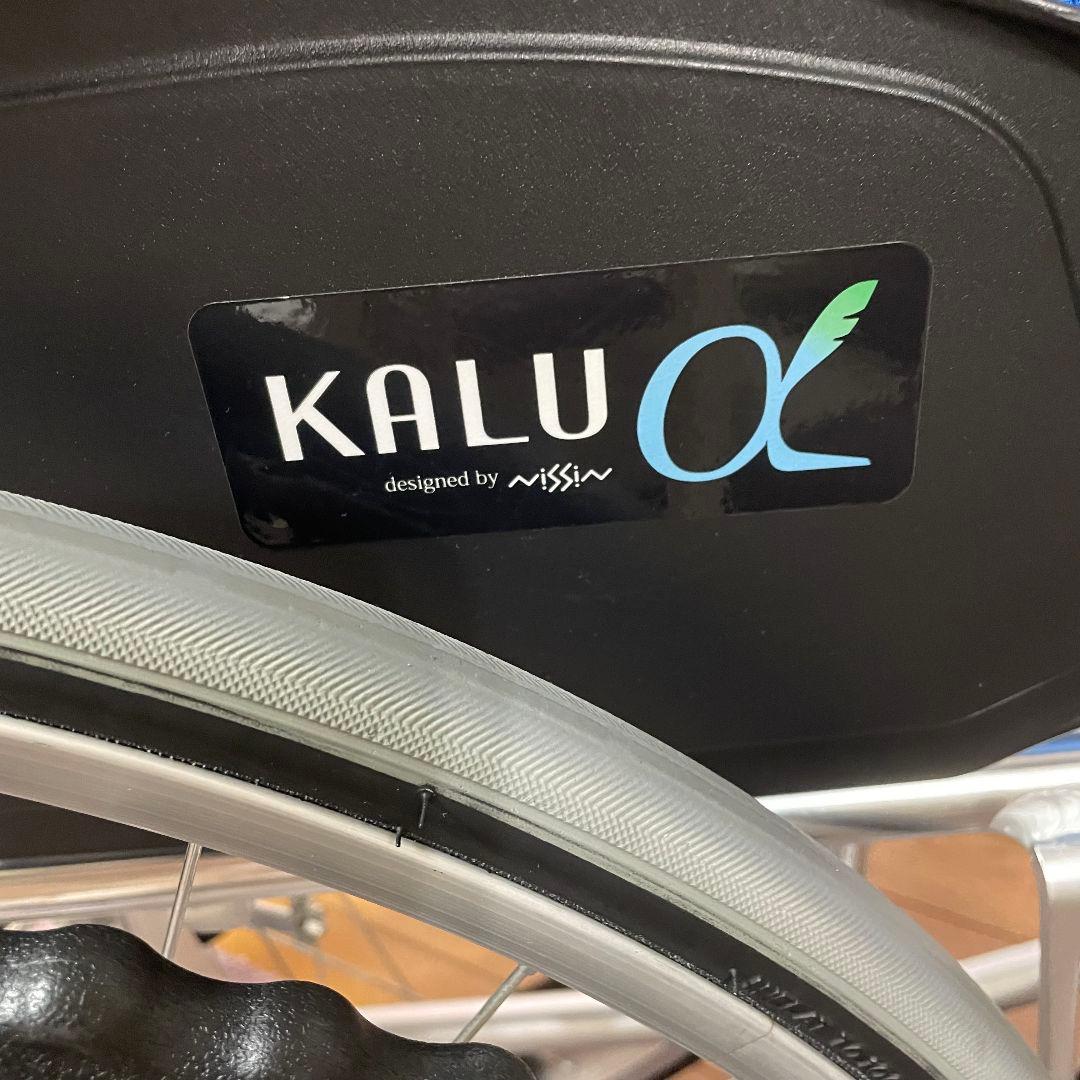 KALU α
designed by NiSSiN